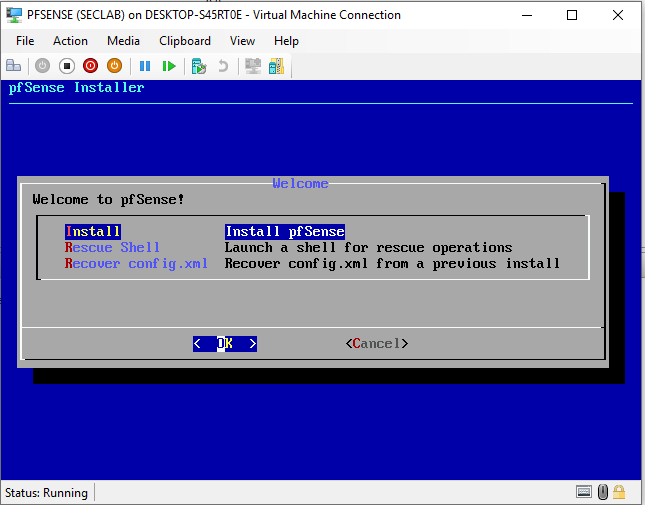 PFSENSE (SECLAB) on DESKTOP-S45RT0E - Virtual Machine Connection
File Action Media Clipboard View Help
pfSense Installer
Welcome
Welcome to pfSense!
Install Install pfSense
Rescue Shell Launch a shell for rescue operations
Recover config.xml Recover config.xml from a previous install
< OK > <Cancel>
Status: Running